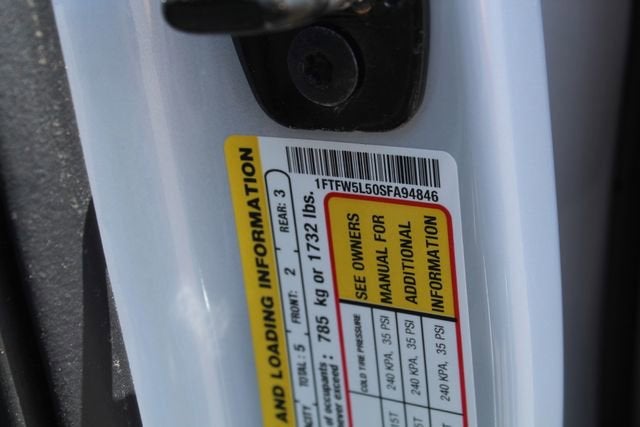 1FTFW5L50SFA94846
AND LOADING INFORMATION
TOTAL: 5 FRONT: 2 REAR: 3
of occupants
never exceed: 785 kg or 1732 lbs.
COLD TIRE PRESSURE
240 KPA, 35 PSI
240 KPA, 35 PSI
240 KPA, 35 PSI
SEE OWNERS
MANUAL FOR
ADDITIONAL
INFORMATION